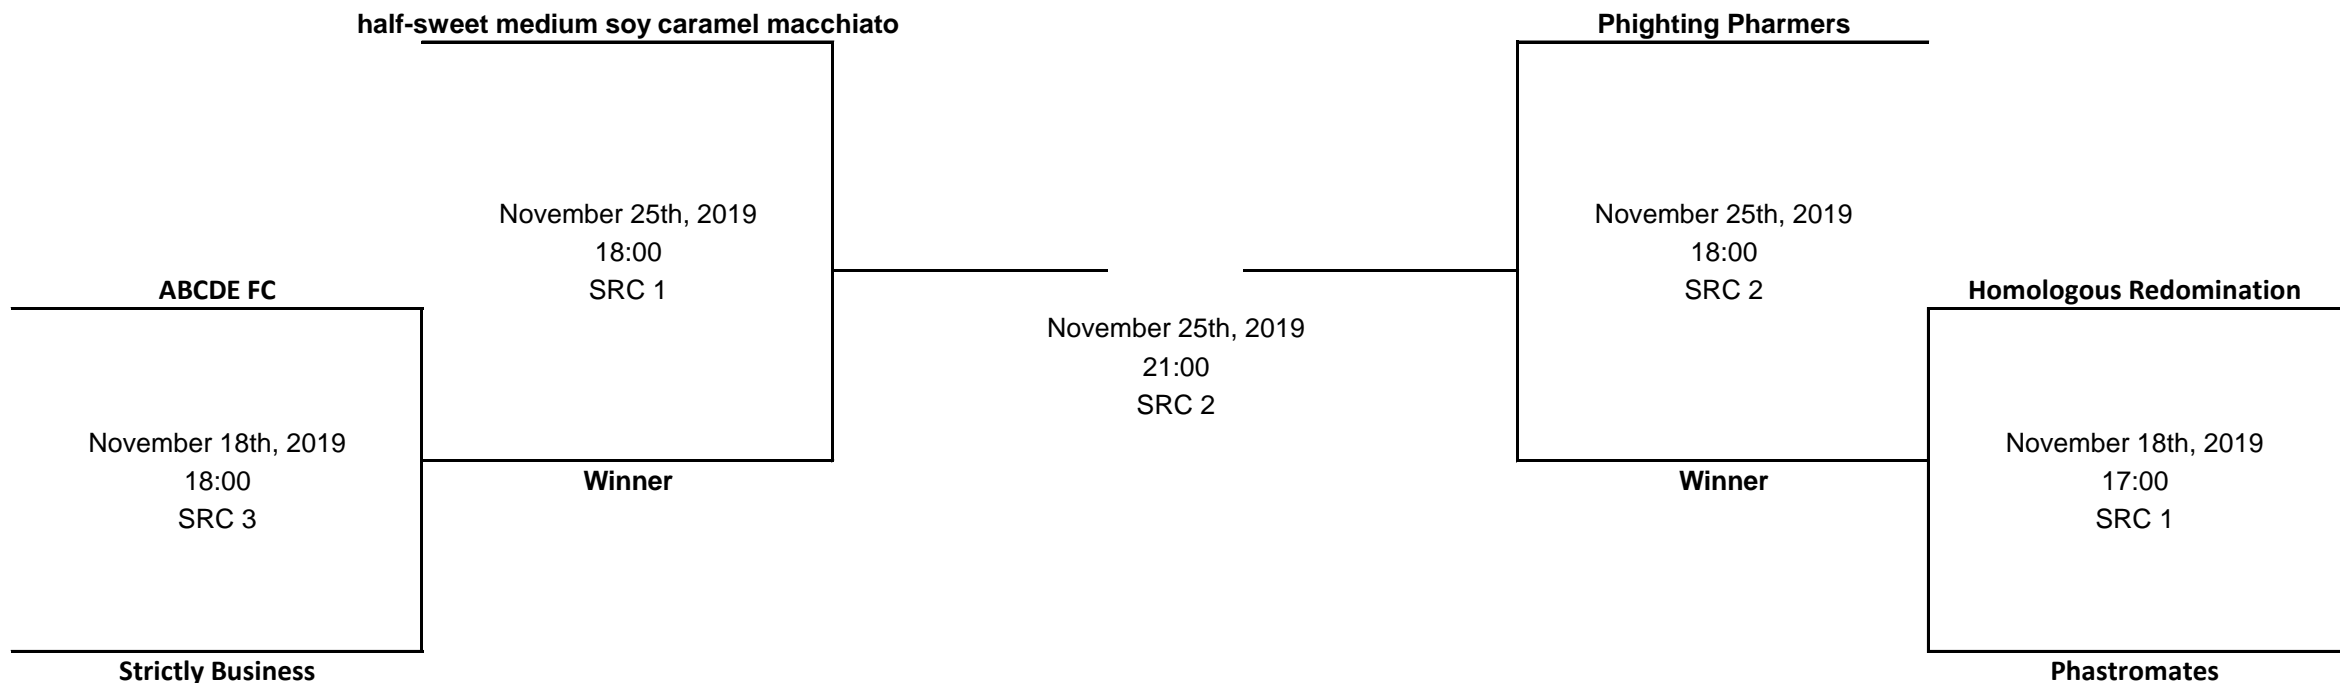 half-sweet medium soy caramel macchiato
Phighting Pharmers
November 25th, 2019
18:00
SRC 1
November 25th, 2019
18:00
SRC 2
ABCDE FC
Homologous Redomination
November 25th, 2019
21:00
SRC 2
November 18th, 2019
18:00
SRC 3
Winner
Winner
November 18th, 2019
17:00
SRC 1
Strictly Business
Phastromates